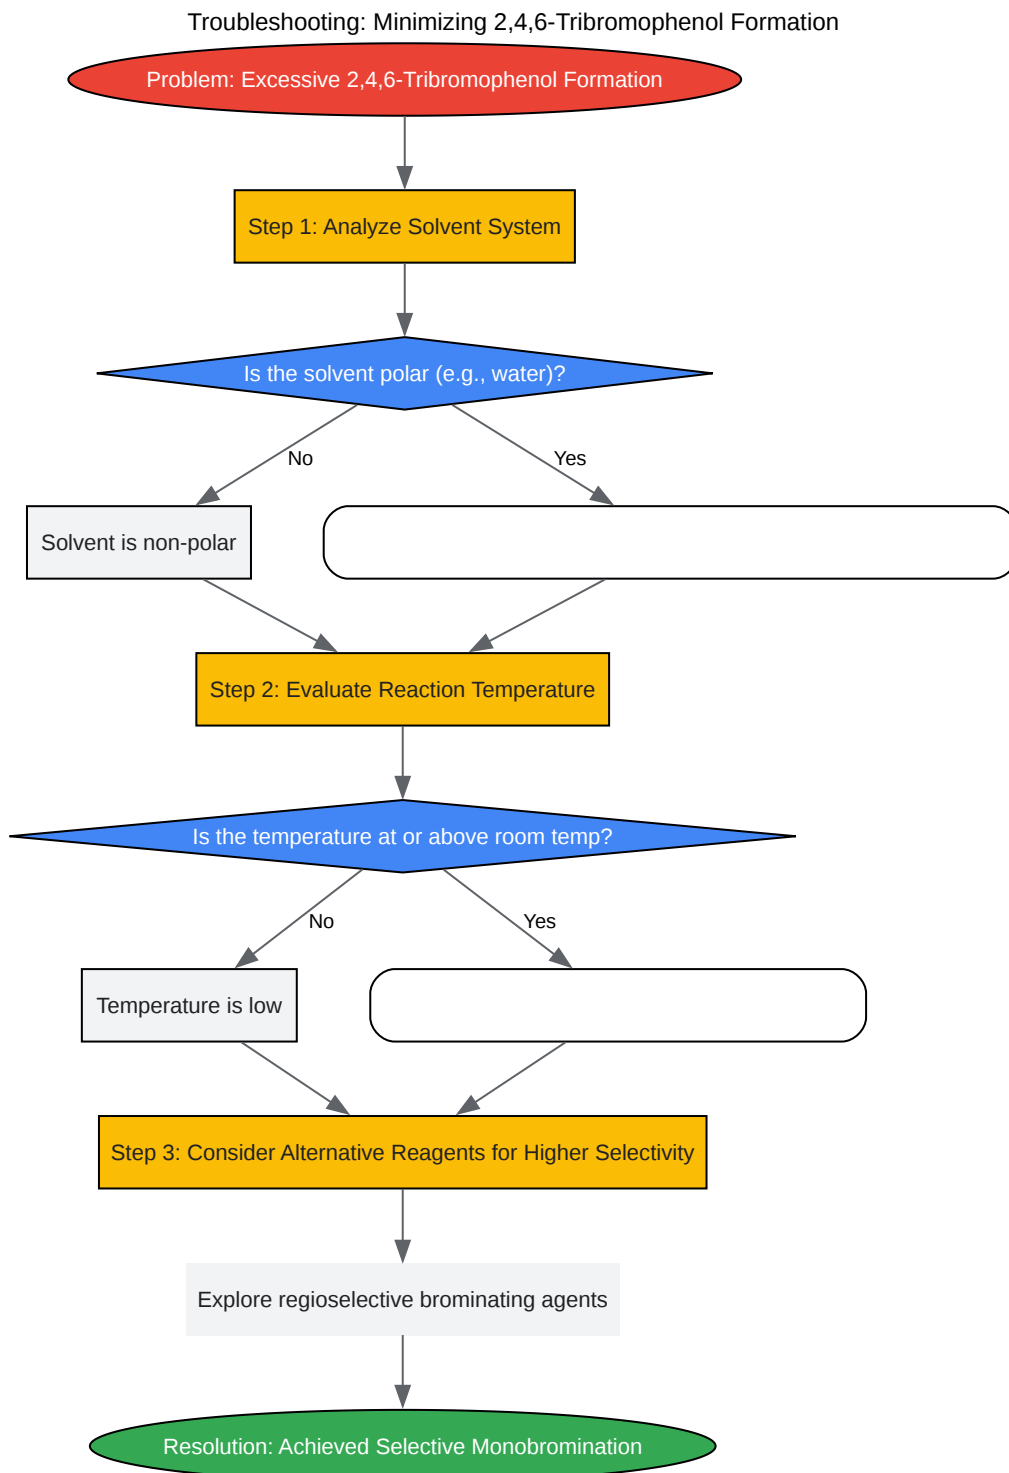 Troubleshooting: Minimizing 2,4,6-Tribromophenol Formation
Problem: Excessive 2,4,6-Tribromophenol Formation
Step 1: Analyze Solvent System
Is the solvent polar (e.g., water)?
No
Yes
Solvent is non-polar
Step 2: Evaluate Reaction Temperature
Is the temperature at or above room temp?
No
Yes
Temperature is low
Step 3: Consider Alternative Reagents for Higher Selectivity
Explore regioselective brominating agents
Resolution: Achieved Selective Monobromination